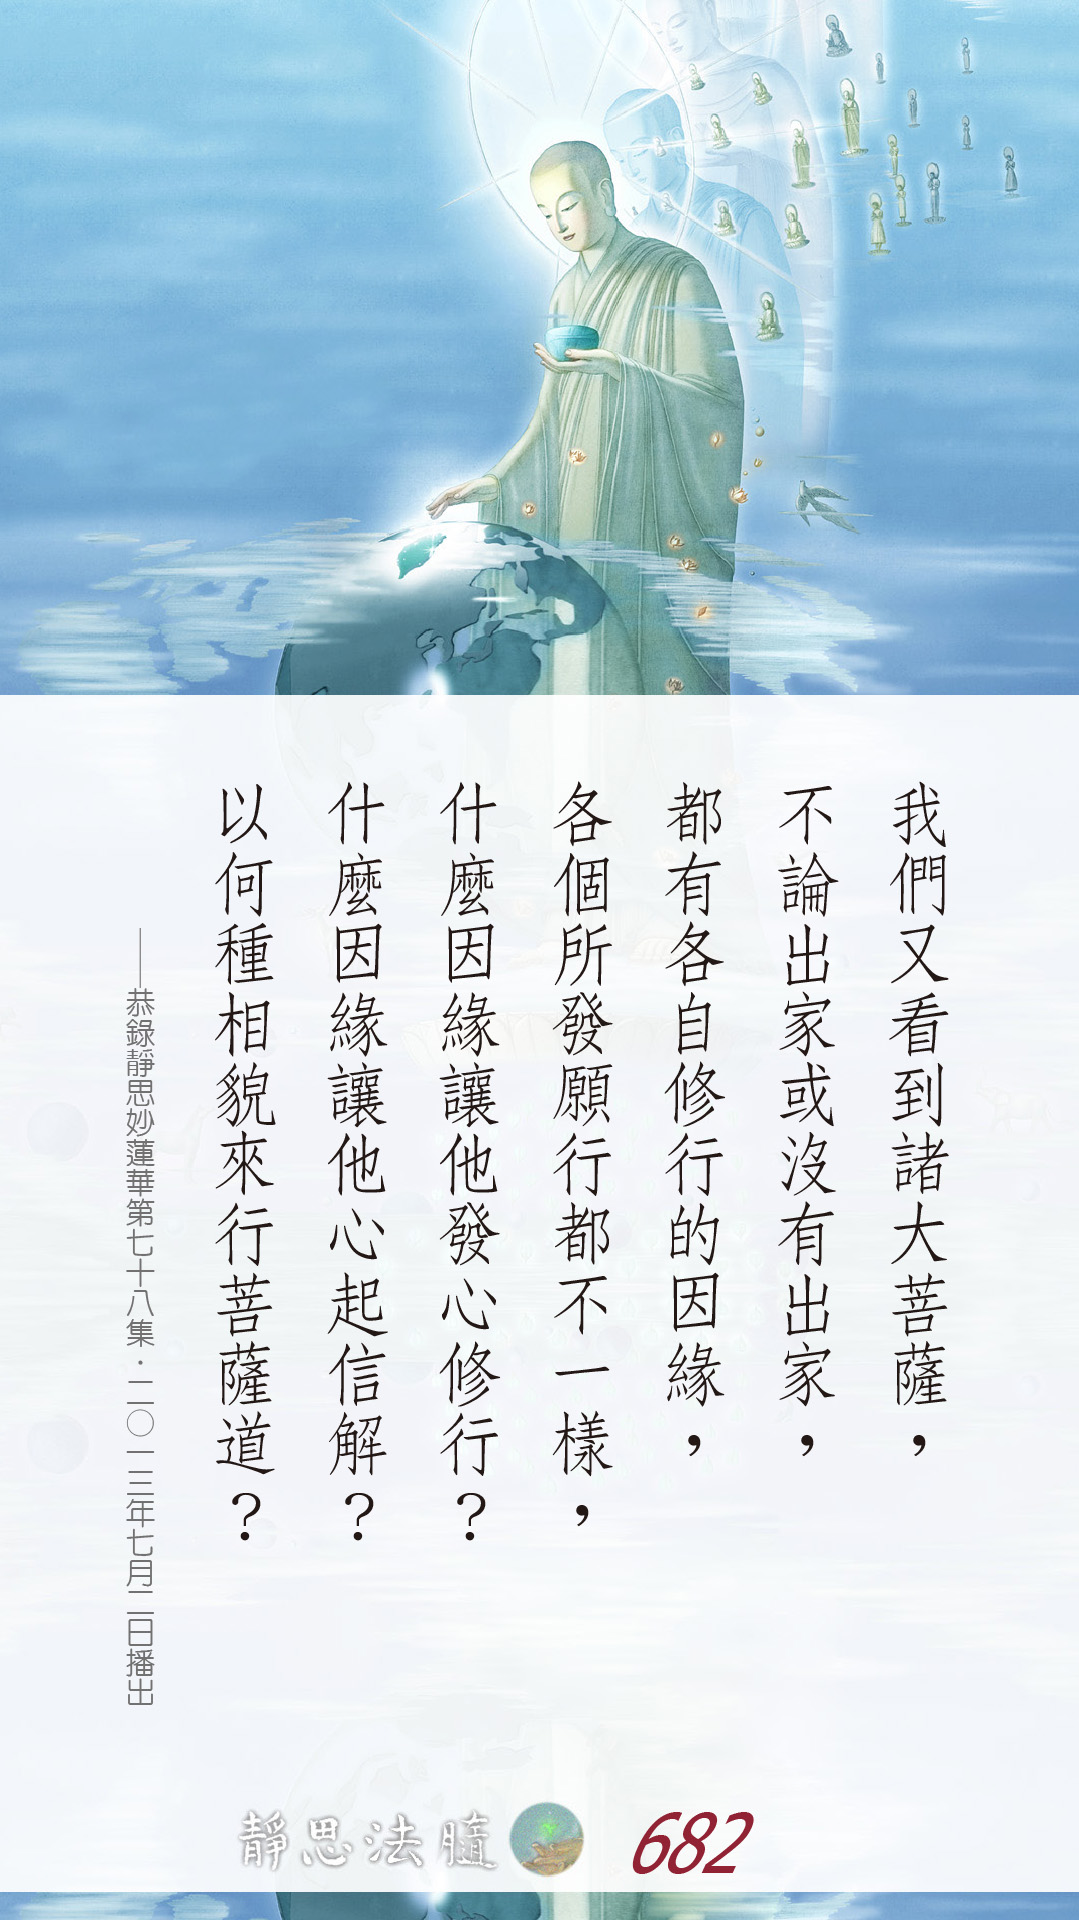 我們又看到諸大菩薩，
不論出家或沒有出家，
都有各自修行的因緣，
各個所發願行都不一樣，
什麼因緣讓他發心修行？
什麼因緣讓他心起信解？
以何種相貌來行菩薩道？
——恭錄靜思妙蓮華第七十八集．二〇一三年七月二日播出
靜思法髓
682